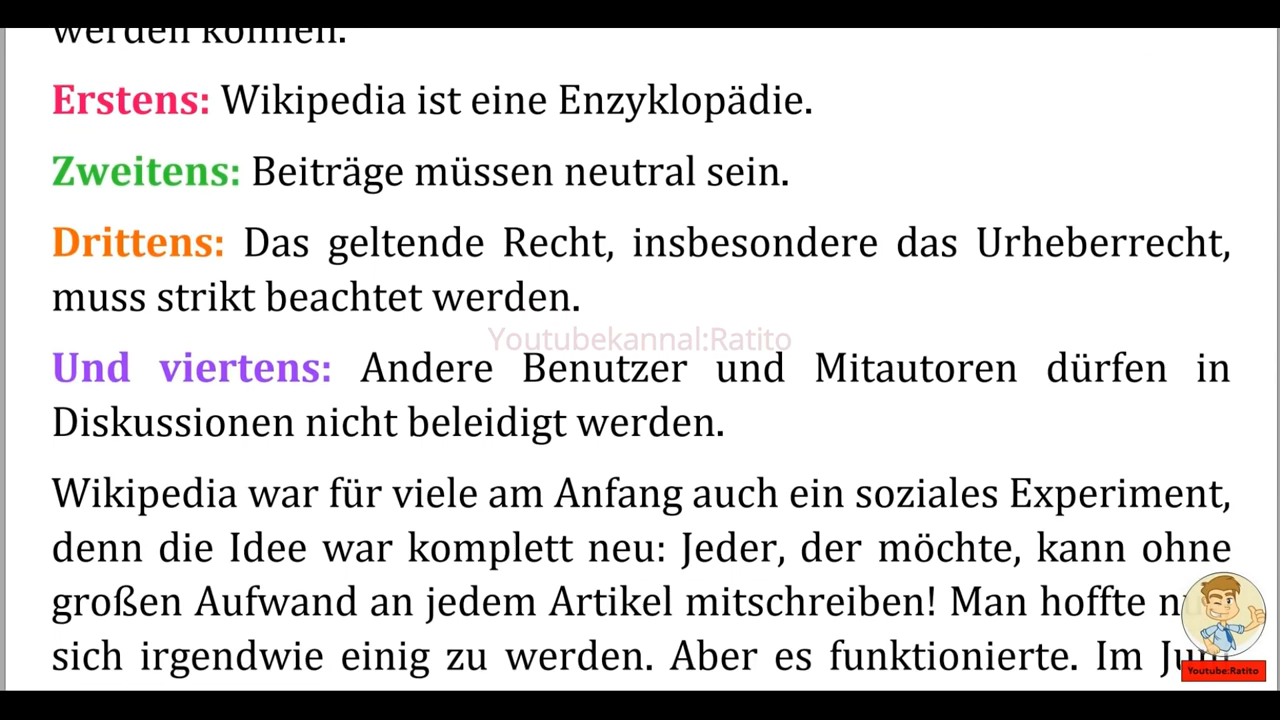 werden können.
Erstens: Wikipedia ist eine Enzyklopädie.
Zweitens: Beiträge müssen neutral sein.
Drittens: Das geltende Recht, insbesondere das Urheberrecht,
muss strikt beachtet werden.
Youtubekannal:Ratito
Und viertens: Andere Benutzer und Mitautoren dürfen in
Diskussionen nicht beleidigt werden.
Wikipedia war für viele am Anfang auch ein soziales Experiment,
denn die Idee war komplett neu: Jeder, der möchte, kann ohne
großen Aufwand an jedem Artikel mitschreiben! Man hoffte
sich irgendwie einig zu werden. Aber es funktionierte. Im
Youtube:Ratito